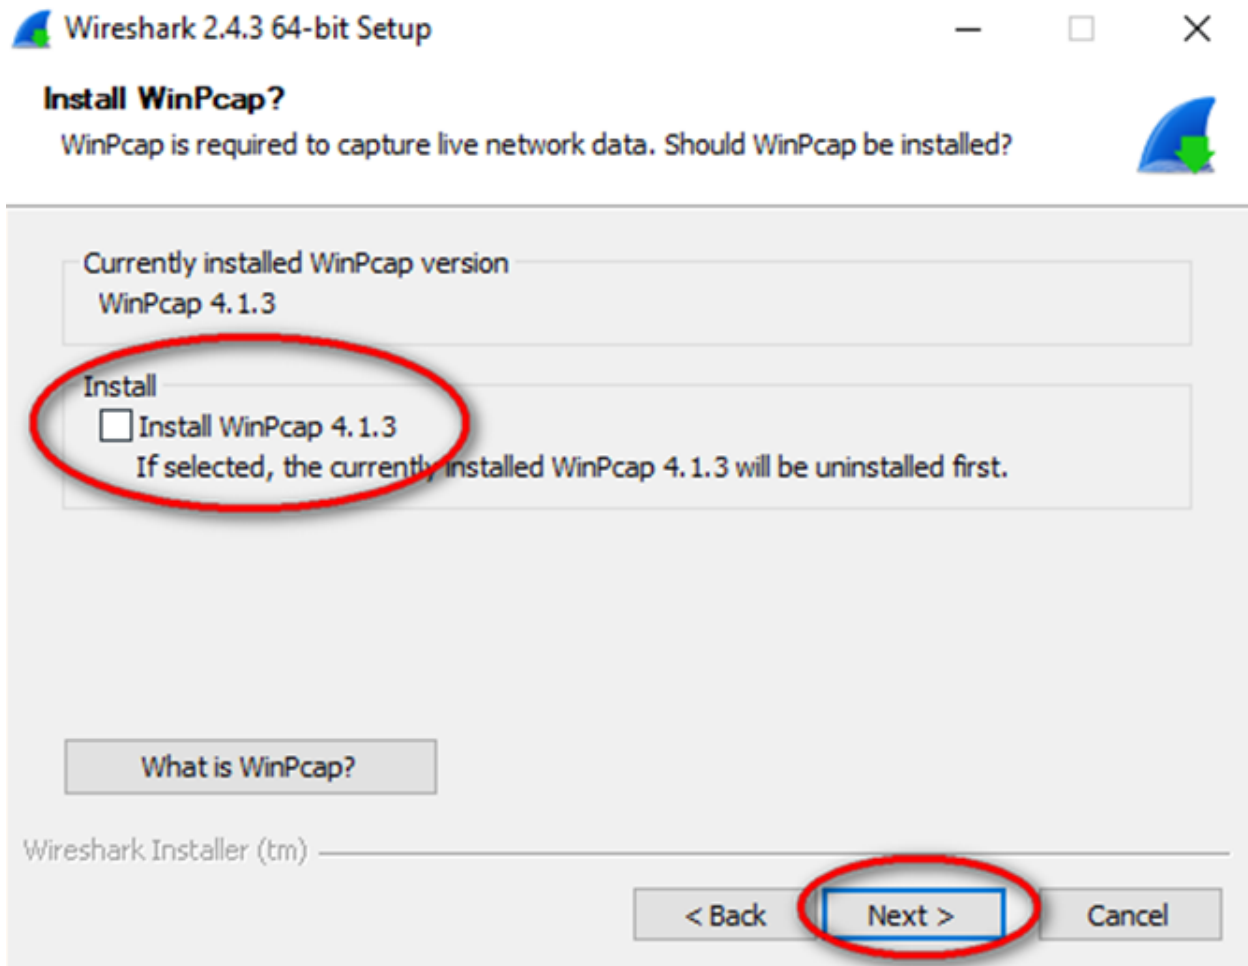 Wireshark 2.4.3 64-bit Setup
Install WinPcap?
WinPcap is required to capture live network data. Should WinPcap be installed?
Currently installed WinPcap version
WinPcap 4.1.3
Install
Install WinPcap 4.1.3
If selected, the currently installed WinPcap 4.1.3 will be uninstalled first.
What is WinPcap?
Wireshark Installer (tm)
< Back
Next >
Cancel